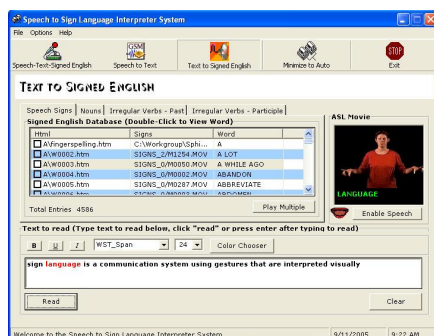 Speech to Sign Language Interpreter System
File Options Help
Speech-Text-Signed English
Speech to Text
Text to Signed English
Minimize to Auto
STOP
Exit
TEXT TO SIGNED ENGLISH
Speech Signs
Nouns
Irregular Verbs - Past
Irregular Verbs - Participle
ASL Movie
Signed English Database (Double-Click to View Word)
Html Signs Word
A\fingerspelling.htm C:\Workgroup\Sphi... A
A\W0002.htm SIGNS_2/M1254.MOV A LOT
A\W0003.htm SIGNS_0/M0050.MOV A WHILE AGO
A\W0004.htm SIGNS_0/M0002.MOV ABANDON
A\W0005.htm SIGNS_0/M0287.MOV ABBREVIATE
A\W0006.htm SIGNS_0/M0003.MOV ABDOMEN
LANGUAGE
Total Entries 4586
Play Multiple
Enable Speech
Text to read (Type text to read below, click "read" or press enter after typing to read)
B U I WST_Span 24 Color Chooser
sign language is a communication system using gestures that are interpreted visually
Read
Clear
Welcome to the Speech to Sign Language Interpreter System 9/11/2005 9:22 AM